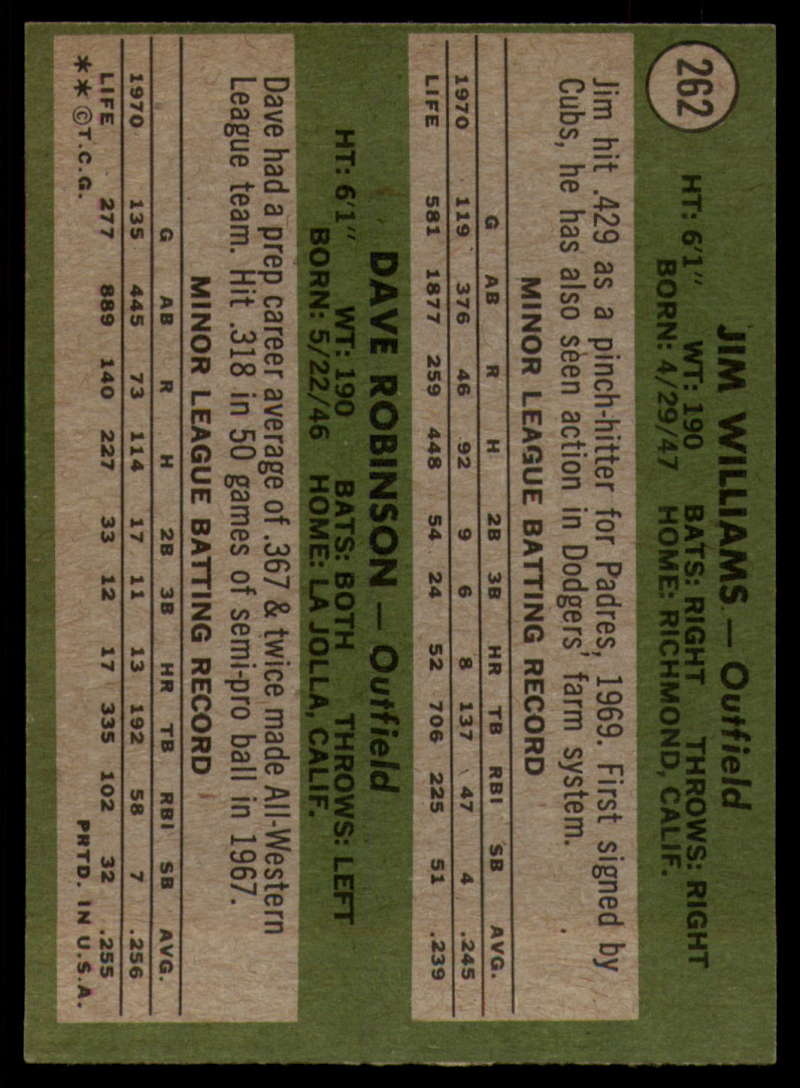 262
JIM WILLIAMS — Outfield
HT: 6'1" WT: 190 BATS: RIGHT THROWS: RIGHT
BORN: 4/29/47 HOME: RICHMOND, CALIF.
Jim hit .429 as a pinch-hitter for Padres, 1969. First signed by
Cubs, he has also seen action in Dodgers' farm system.
MINOR LEAGUE BATTING RECORD
G AB R H 2B 3B HR TB RBI SB AVG.
1970 119 376 46 92 9 6 8 137 47 4 .245
LIFE 581 1877 259 448 54 24 52 706 225 51 .239
DAVE ROBINSON — Outfield
HT: 6'1" WT: 190 BATS: BOTH THROWS: LEFT
BORN: 5/22/46 HOME: LA JOLLA, CALIF.
Dave had a prep career average of .367 & twice made All-Western
League team. Hit .318 in 50 games of semi-pro ball in 1967.
MINOR LEAGUE BATTING RECORD
G AB R H 2B 3B HR TB RBI SB AVG.
1970 135 445 73 114 17 11 13 192 58 7 .256
LIFE 277 889 140 227 33 12 17 335 102 32 .255
**©T.C.G. PRTD. IN U.S.A.